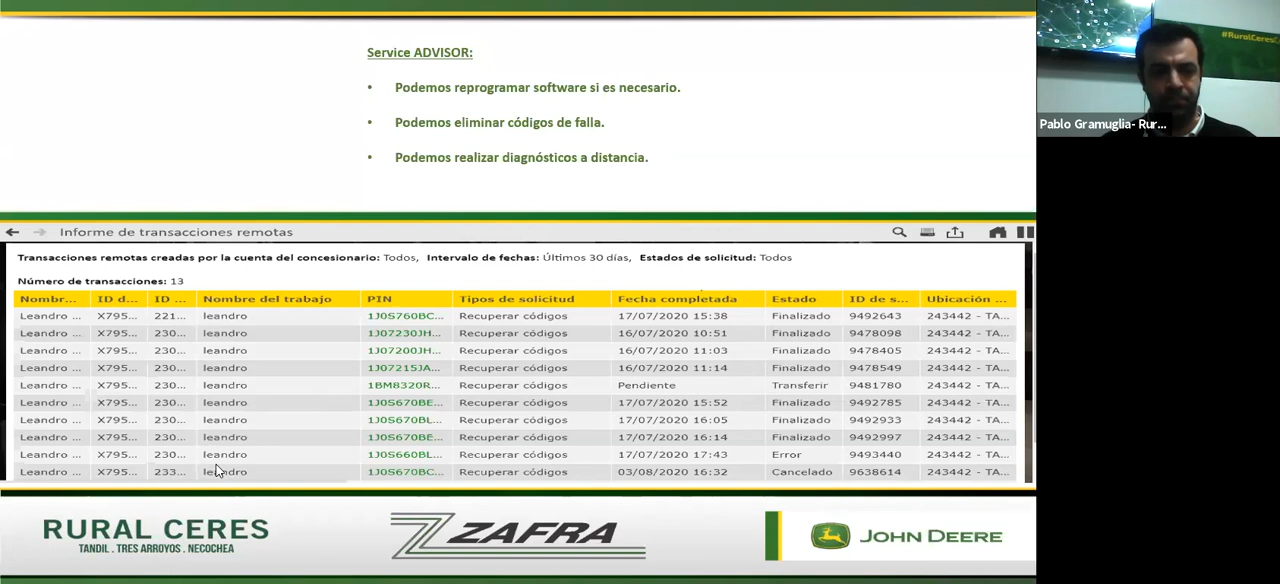 Service ADVISOR:
• Podemos reprogramar software si es necesario.
• Podemos eliminar códigos de falla.
• Podemos realizar diagnósticos a distancia.
#RuralCeresC
Pablo Gramuglia- Rur...
Informe de transacciones remotas
Transacciones remotas creadas por la cuenta del concesionario: Todos, Intervalo de fechas: Últimos 30 días, Estados de solicitud: Todos
Número de transacciones: 13
Nombr... ID d... ID ... Nombre del trabajo PIN Tipos de solicitud Fecha completada Estado ID de s... Ubicación ...
Leandro ... X795... 221... leandro 1J0S760BC... Recuperar códigos 17/07/2020 15:38 Finalizado 9492643 243442 - TA...
Leandro ... X795... 230... leandro 1J07230JH... Recuperar códigos 16/07/2020 10:51 Finalizado 9478098 243442 - TA...
Leandro ... X795... 230... leandro 1J07200JH... Recuperar códigos 16/07/2020 11:03 Finalizado 9478405 243442 - TA...
Leandro ... X795... 230... leandro 1J07215JA... Recuperar códigos 16/07/2020 11:14 Finalizado 9478549 243442 - TA...
Leandro ... X795... 230... leandro 1BM8320R... Recuperar códigos Pendiente Transferir 9481780 243442 - TA...
Leandro ... X795... 230... leandro 1J0S670BE... Recuperar códigos 17/07/2020 15:52 Finalizado 9492785 243442 - TA...
Leandro ... X795... 230... leandro 1J0S670BL... Recuperar códigos 17/07/2020 16:05 Finalizado 9492933 243442 - TA...
Leandro ... X795... 230... leandro 1J0S670BE... Recuperar códigos 17/07/2020 16:14 Finalizado 9492997 243442 - TA...
Leandro ... X795... 230... leandro 1J0S660BL... Recuperar códigos 17/07/2020 17:43 Error 9493440 243442 - TA...
Leandro ... X795... 233... leandro 1J0S670BC... Recuperar códigos 03/08/2020 16:32 Cancelado 9638614 243442 - TA...
RURAL CERES
TANDIL . TRES ARROYOS . NECOCHEA
ZAFRA
JOHN DEERE